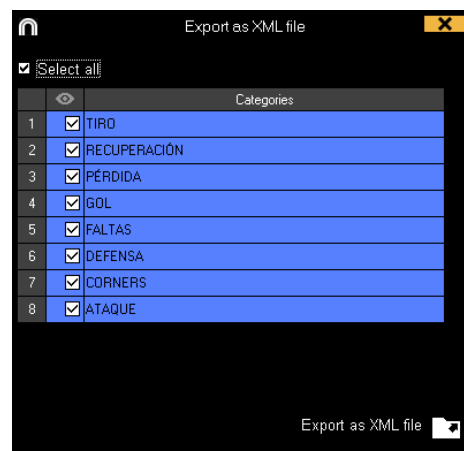 Export as XML file
Select all
Categories
1 TIRO
2 RECUPERACIÓN
3 PÉRDIDA
4 GOL
5 FALTAS
6 DEFENSA
7 CORNERS
8 ATAQUE
Export as XML file